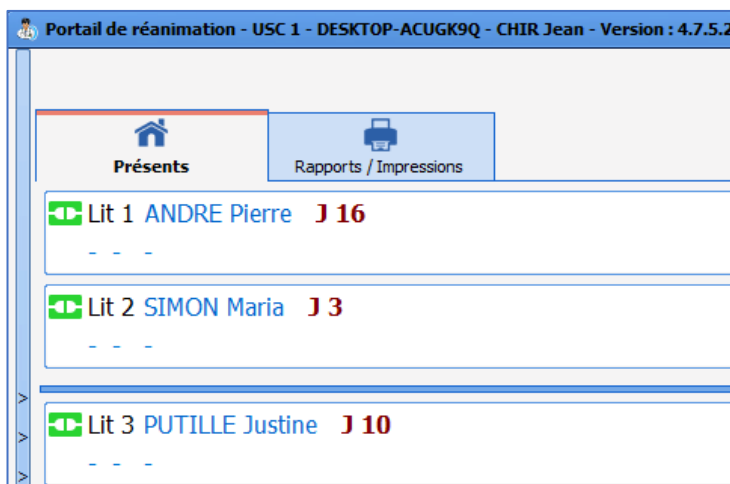 Portail de réanimation - USC 1 - DESKTOP-ACUGK9Q - CHIR Jean - Version : 4.7.5.2
Présents
Rapports / Impressions
Lit 1 ANDRE Pierre J 16
- - -
Lit 2 SIMON Maria J 3
- - -
>
Lit 3 PUTILLE Justine J 10
>
- - -
>